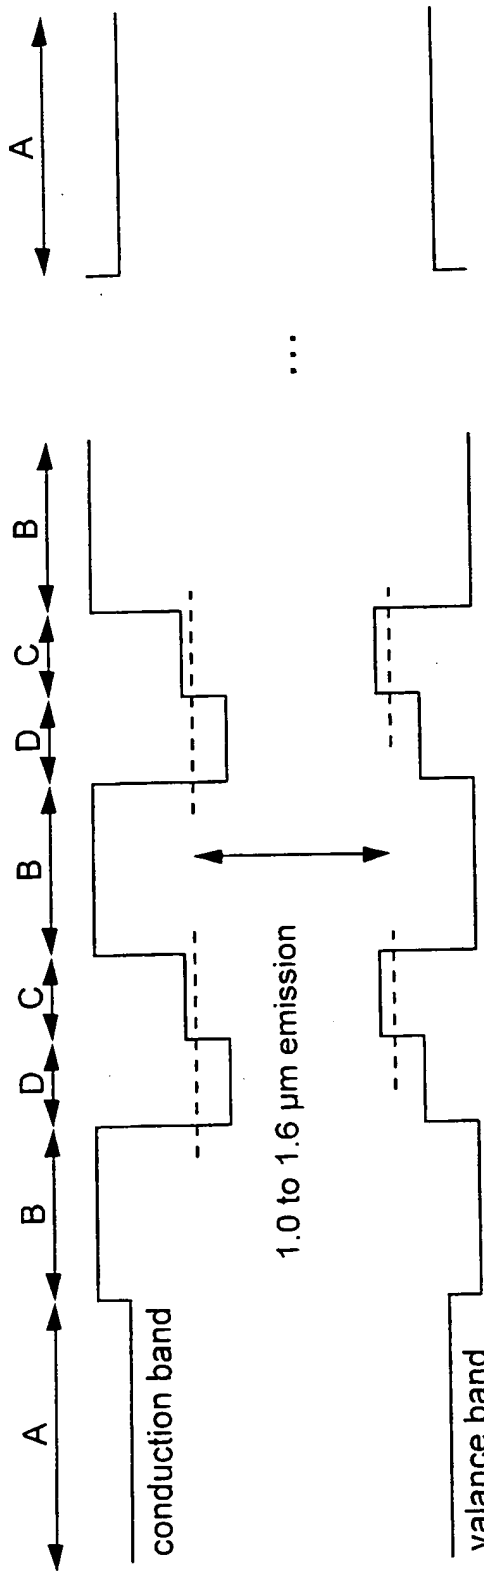 A B D C B D C B A
conduction band
1.0 to 1.6 µm emission
...
valance band